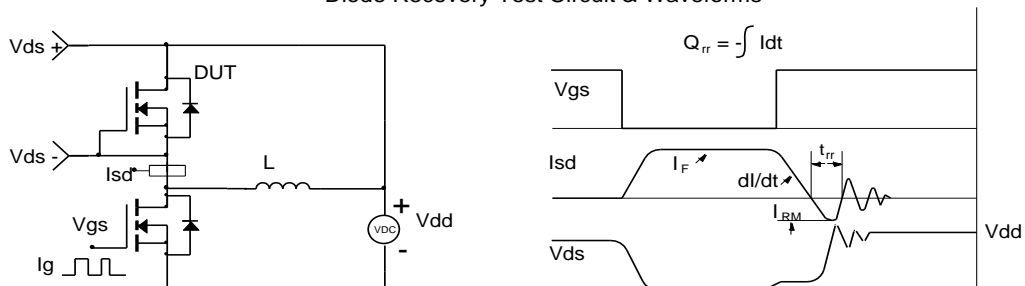 Diode Recovery Test Circuit & Waveforms
Vds +
DUT
Vds -
Isd
L
Vgs
Ig
+
VDC
-
Vdd
Qrr = -∫ Idt
Vgs
Isd
IF
trr
dI/dt
IRM
Vdd
Vds